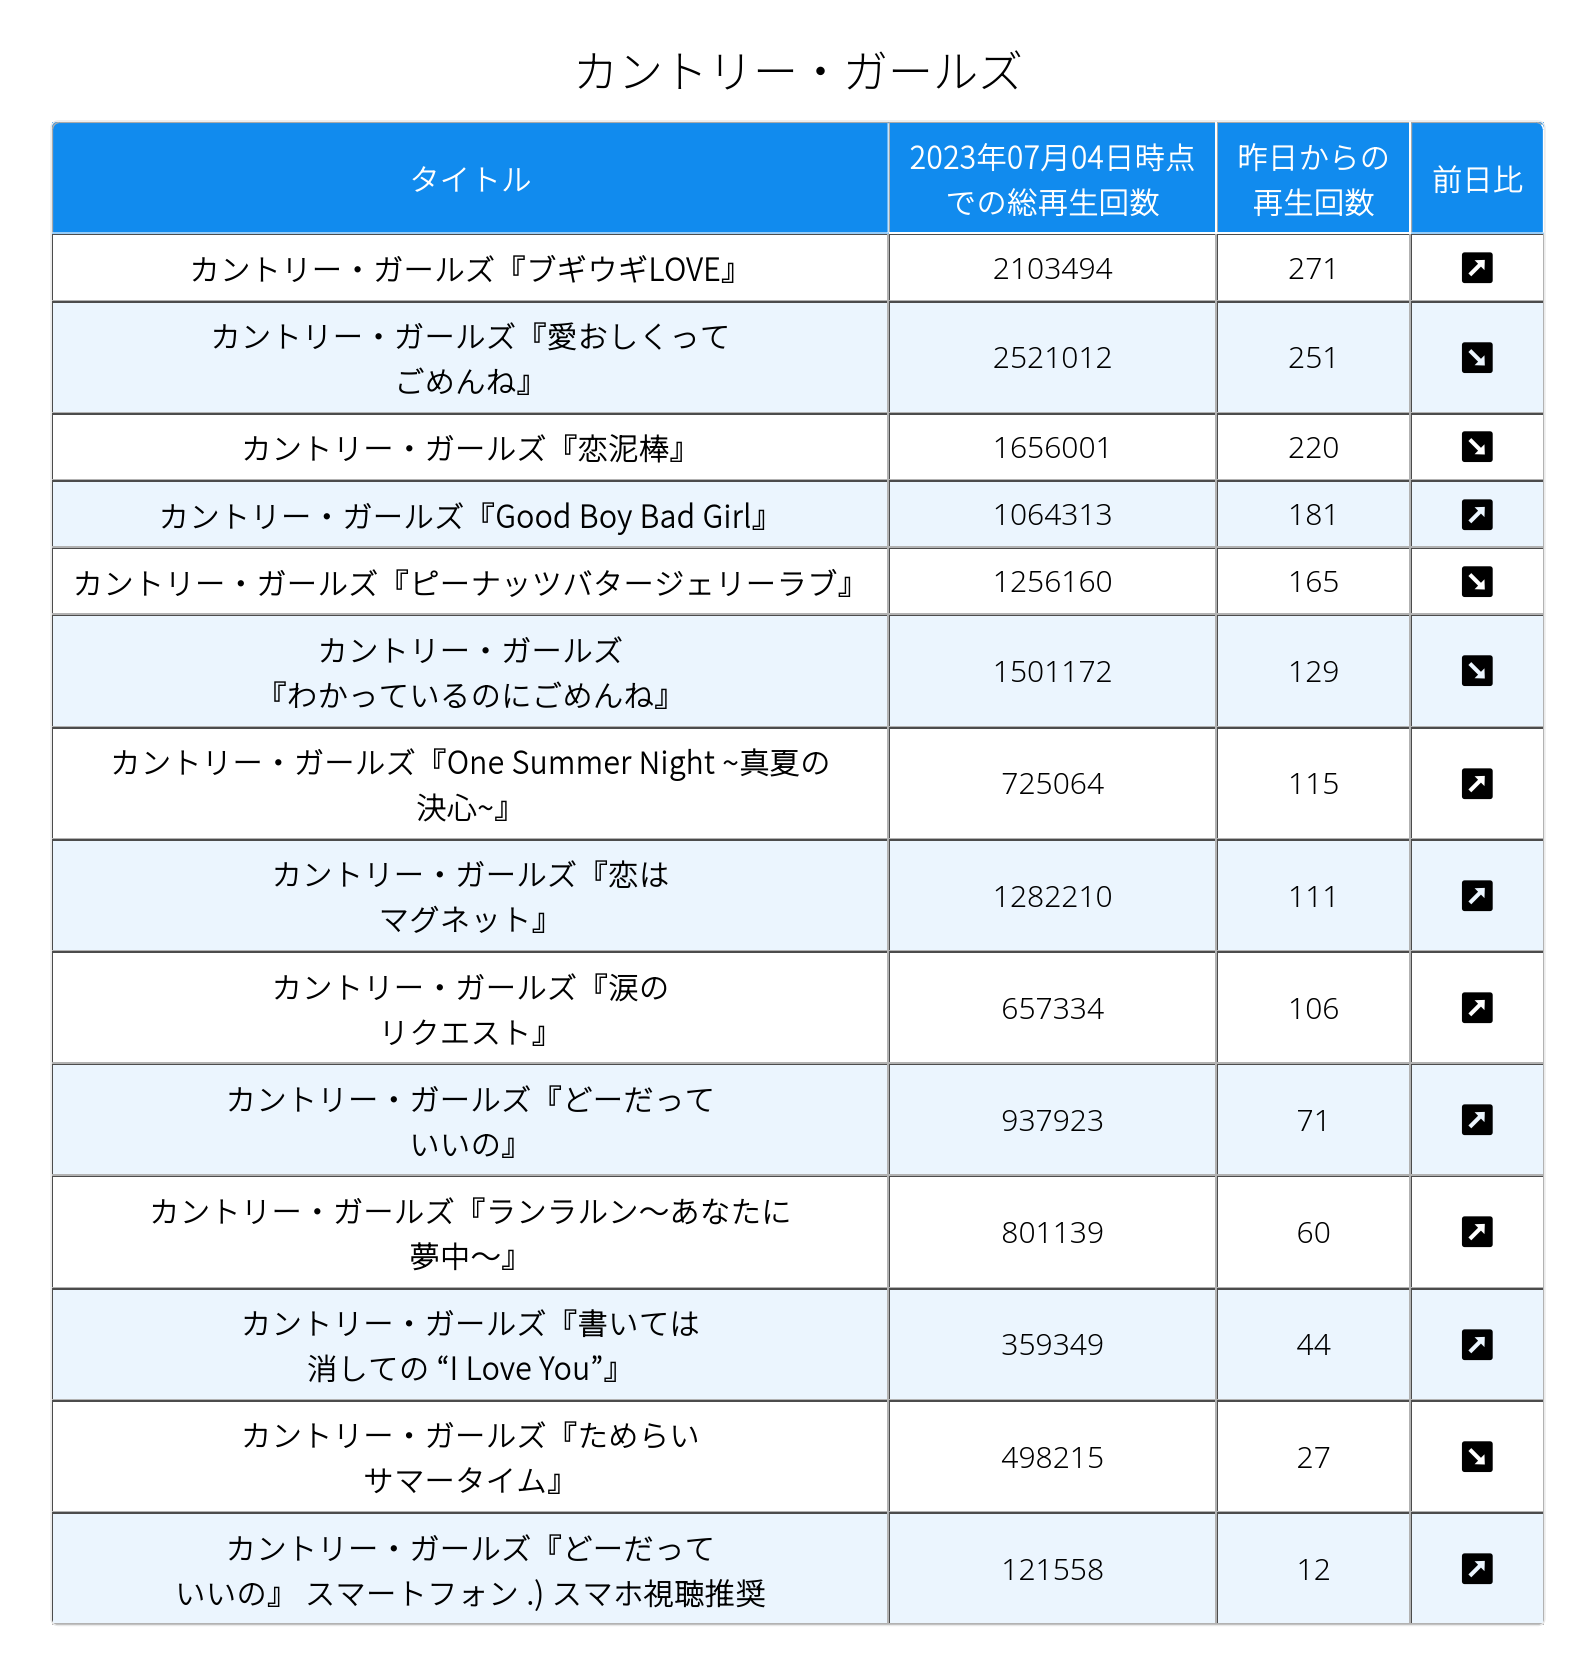 カントリー・ガールズ
タイトル
2023年07月04日時点
での総再生回数
昨日からの
再生回数
前日比
カントリー・ガールズ『ブギウギLOVE』
2103494
271
カントリー・ガールズ『愛おしくって
ごめんね』
2521012
251
カントリー・ガールズ『恋泥棒』
1656001
220
カントリー・ガールズ『Good Boy Bad Girl』
1064313
181
カントリー・ガールズ『ピーナッツバタージェリーラブ』
1256160
165
カントリー・ガールズ
『わかっているのにごめんね』
1501172
129
カントリー・ガールズ『One Summer Night ~真夏の
決心~』
725064
115
カントリー・ガールズ『恋は
マグネット』
1282210
111
カントリー・ガールズ『涙の
リクエスト』
657334
106
カントリー・ガールズ『どーだって
いいの』
937923
71
カントリー・ガールズ『ランラルン～あなたに
夢中～』
801139
60
カントリー・ガールズ『書いては
消しての “I Love You”』
359349
44
カントリー・ガールズ『ためらい
サマータイム』
498215
27
カントリー・ガールズ『どーだって
いいの』 スマートフォン .) スマホ視聴推奨
121558
12